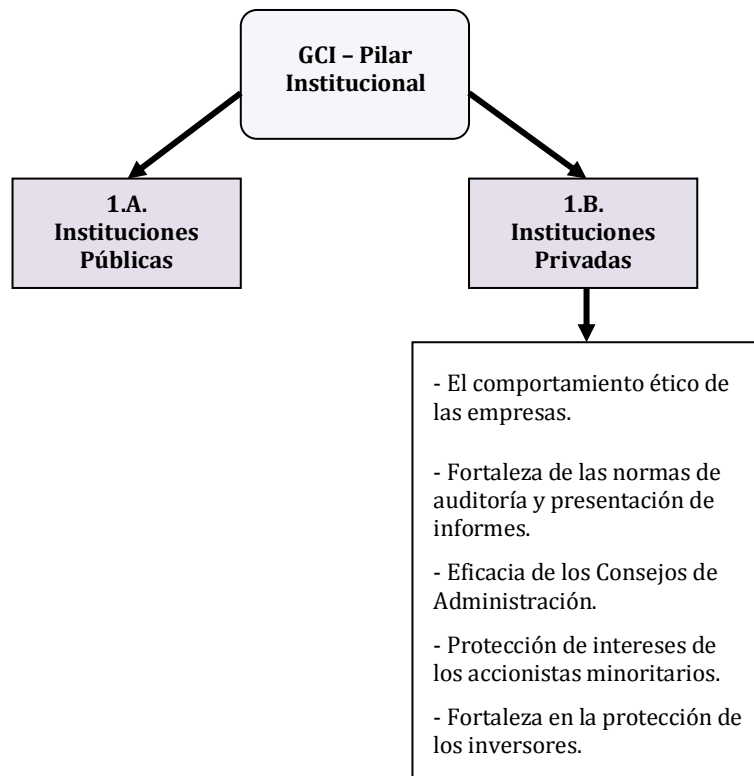 GCI – Pilar
Institucional
1.A.
Instituciones
Públicas
1.B.
Instituciones
Privadas
- El comportamiento ético de
las empresas.
- Fortaleza de las normas de
auditoría y presentación de
informes.
- Eficacia de los Consejos de
Administración.
- Protección de intereses de
los accionistas minoritarios.
- Fortaleza en la protección de
los inversores.